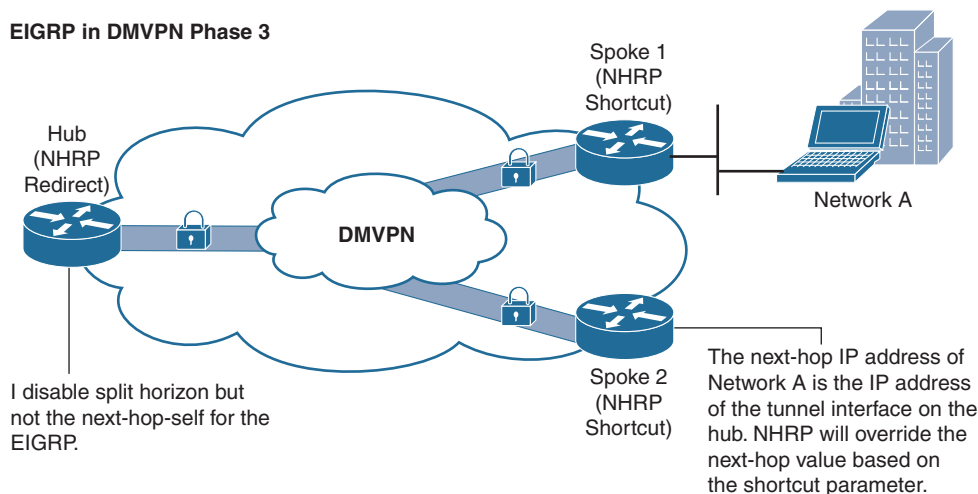 EIGRP in DMVPN Phase 3
Spoke 1
(NHRP
Shortcut)
Hub
(NHRP
Redirect)
Network A
DMVPN
I disable split horizon but
not the next-hop-self for the
EIGRP.
Spoke 2
(NHRP
Shortcut)
The next-hop IP address of
Network A is the IP address
of the tunnel interface on the
hub. NHRP will override the
next-hop value based on
the shortcut parameter.